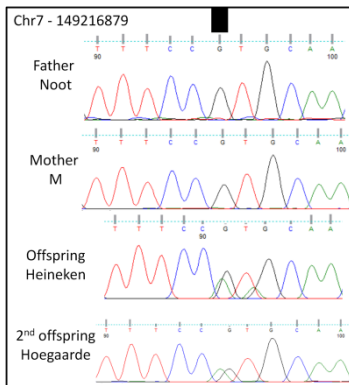 Chr7 - 149216879
T T T C C G T G C A A
90 100
Father
Noot
T T T C C G T G C A A
90 100
Mother
M
T T T C C G T G C A A
90
Offspring
Heineken
T T T C C G T G C A A
90 100
2nd offspring
Hoegaarde